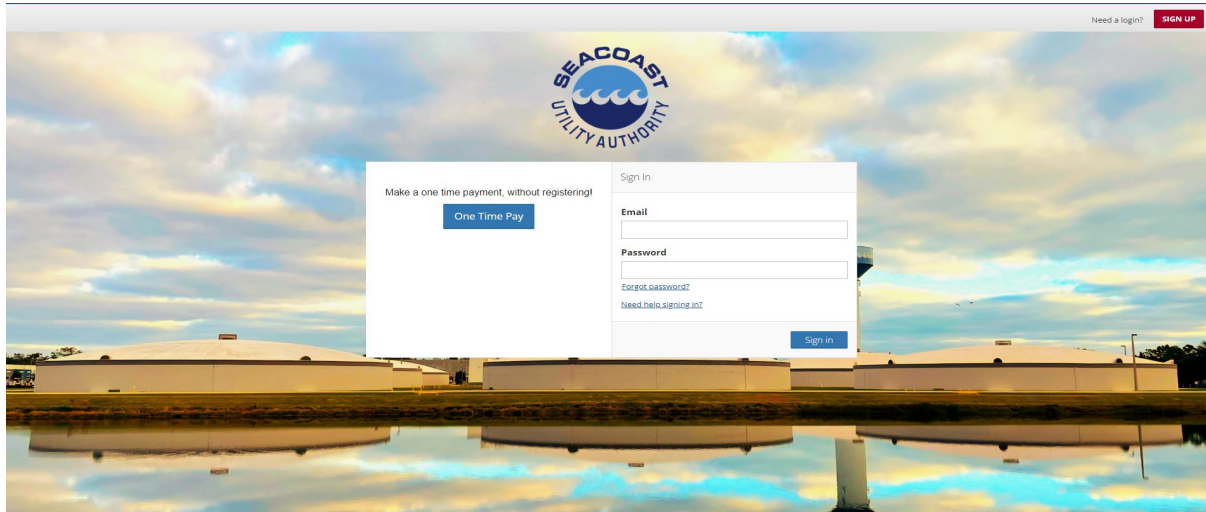 Need a login? SIGN UP
SEACOAST
UTILITY AUTHORITY
Make a one time payment, without registering!
One Time Pay
Sign In
Email
Password
Forgot password?
Need help signing in?
Sign in